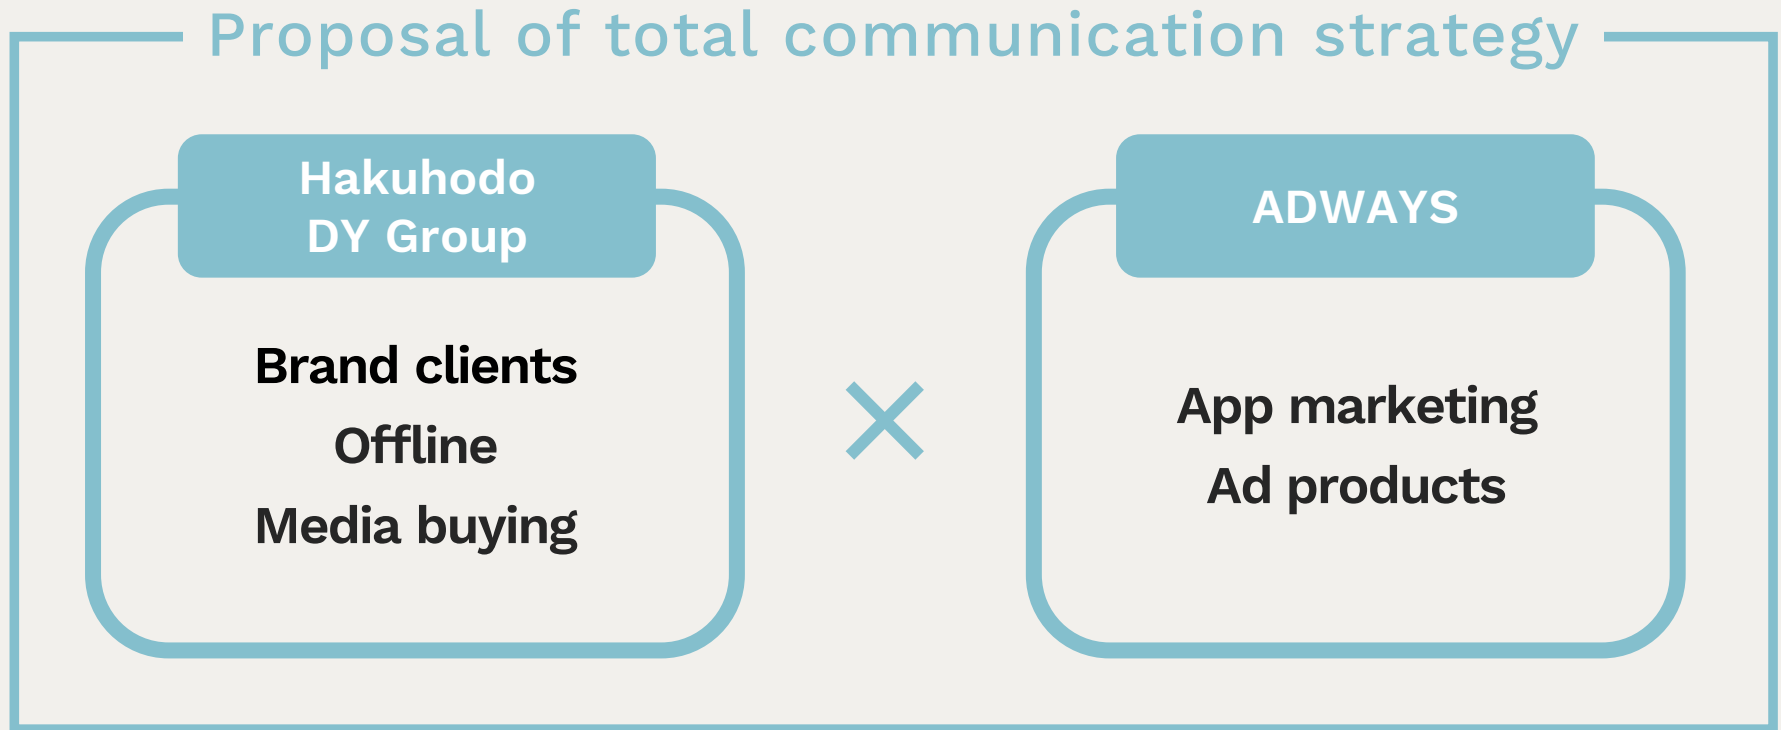 Proposal of total communication strategy
Hakuhodo
DY Group
Brand clients
Offline
Media buying
×
ADWAYS
App marketing
Ad products